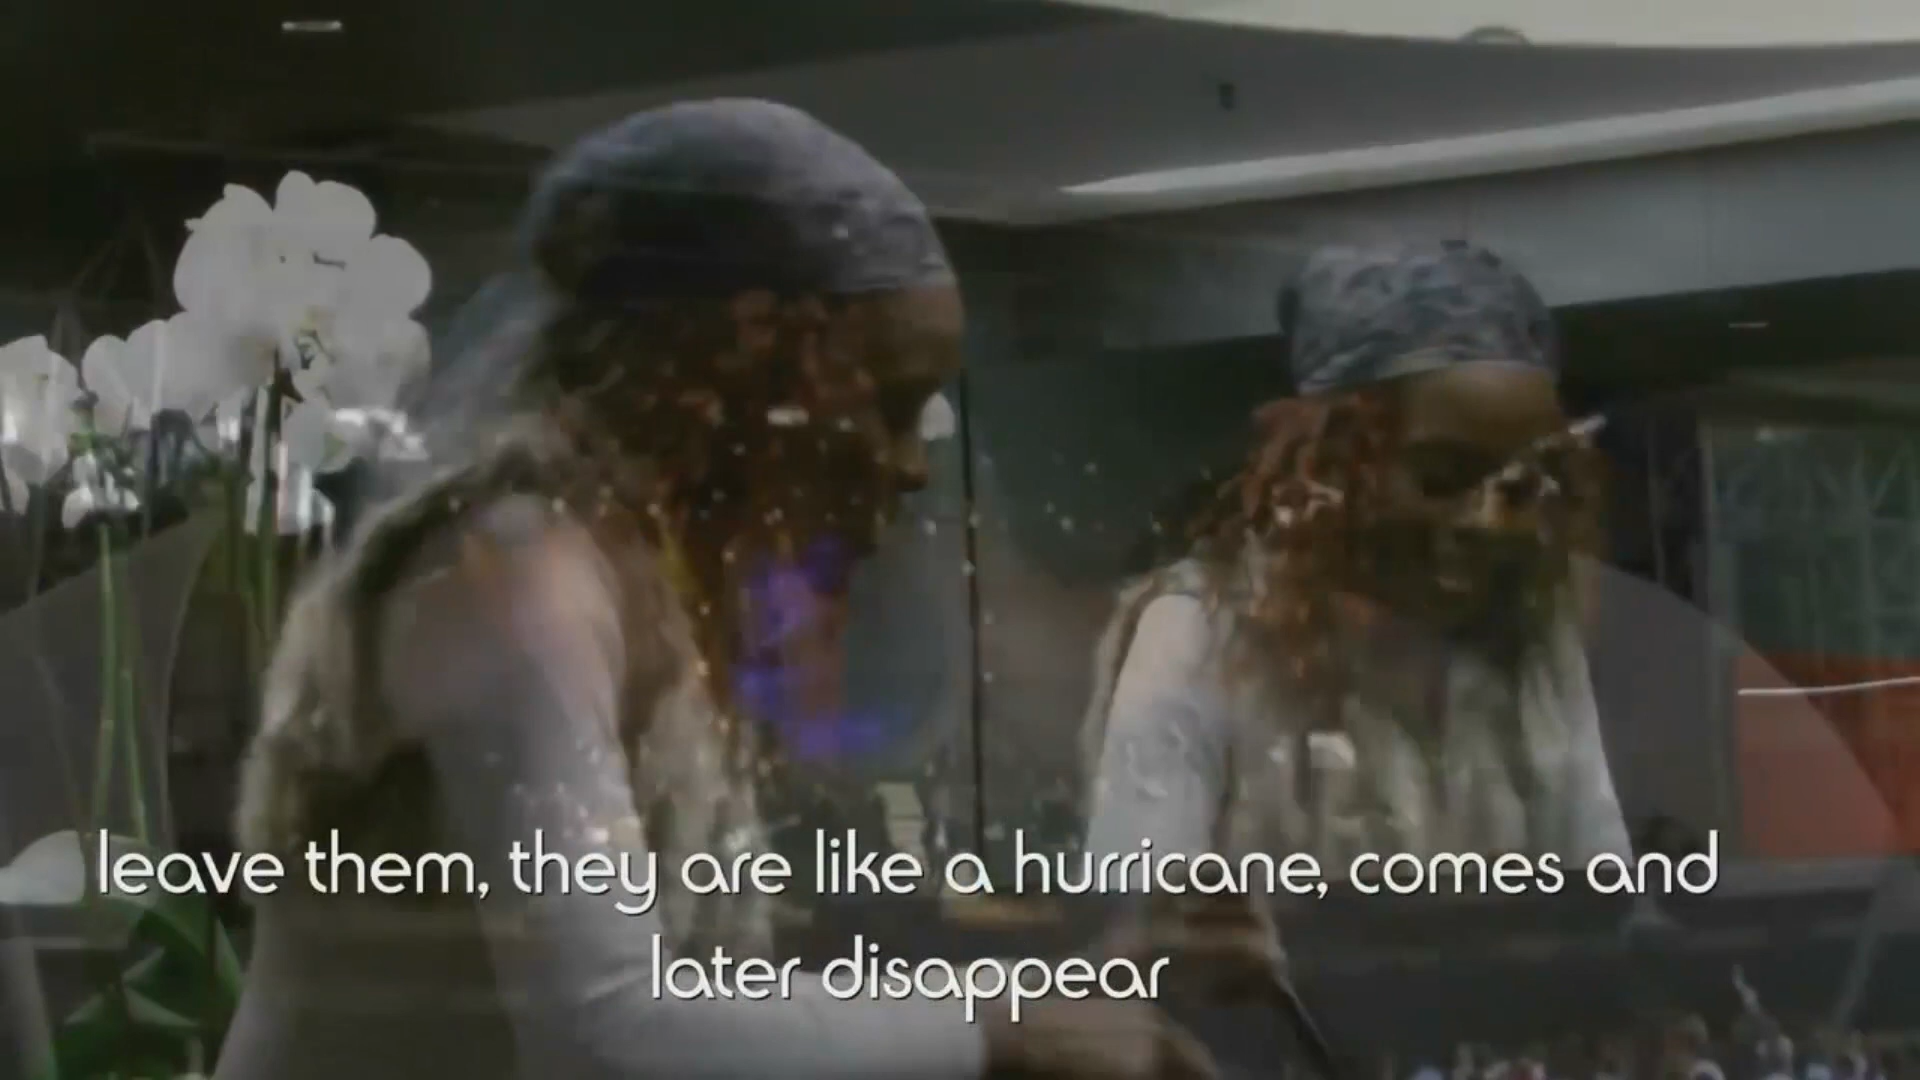 leave them, they are like a hurricane, comes and
later disappear